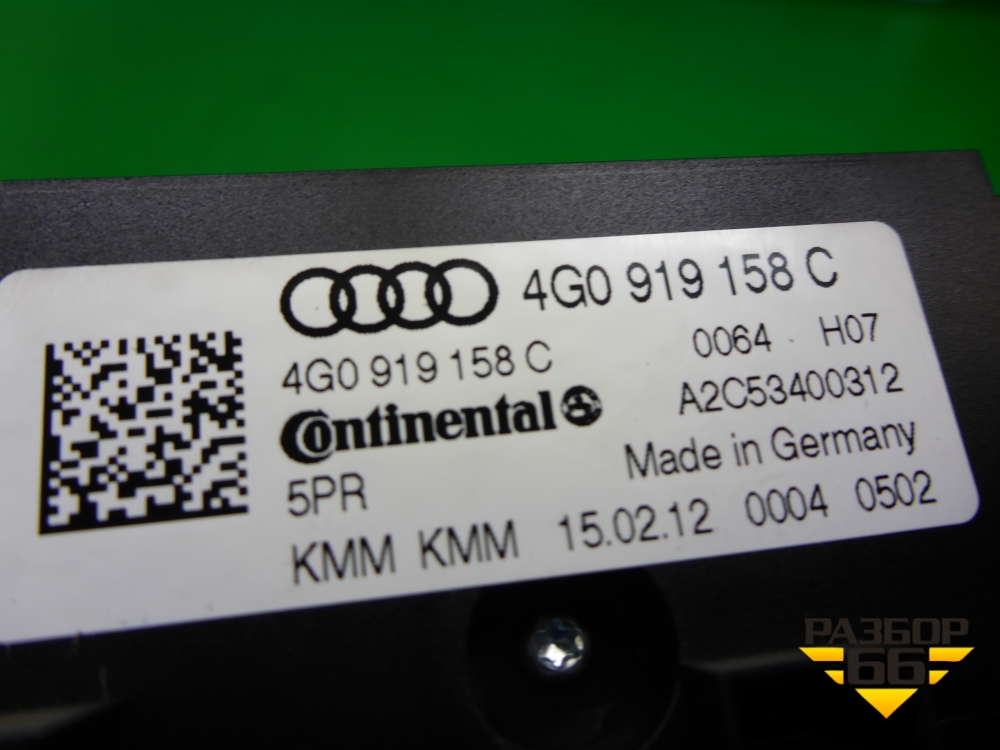 4G0 919 158 C
4G0 919 158 C 0064 H07
Continental A2C53400312
5PR Made in Germany
KMM KMM 15.02.12 0004 0502
РАЗБОР
66